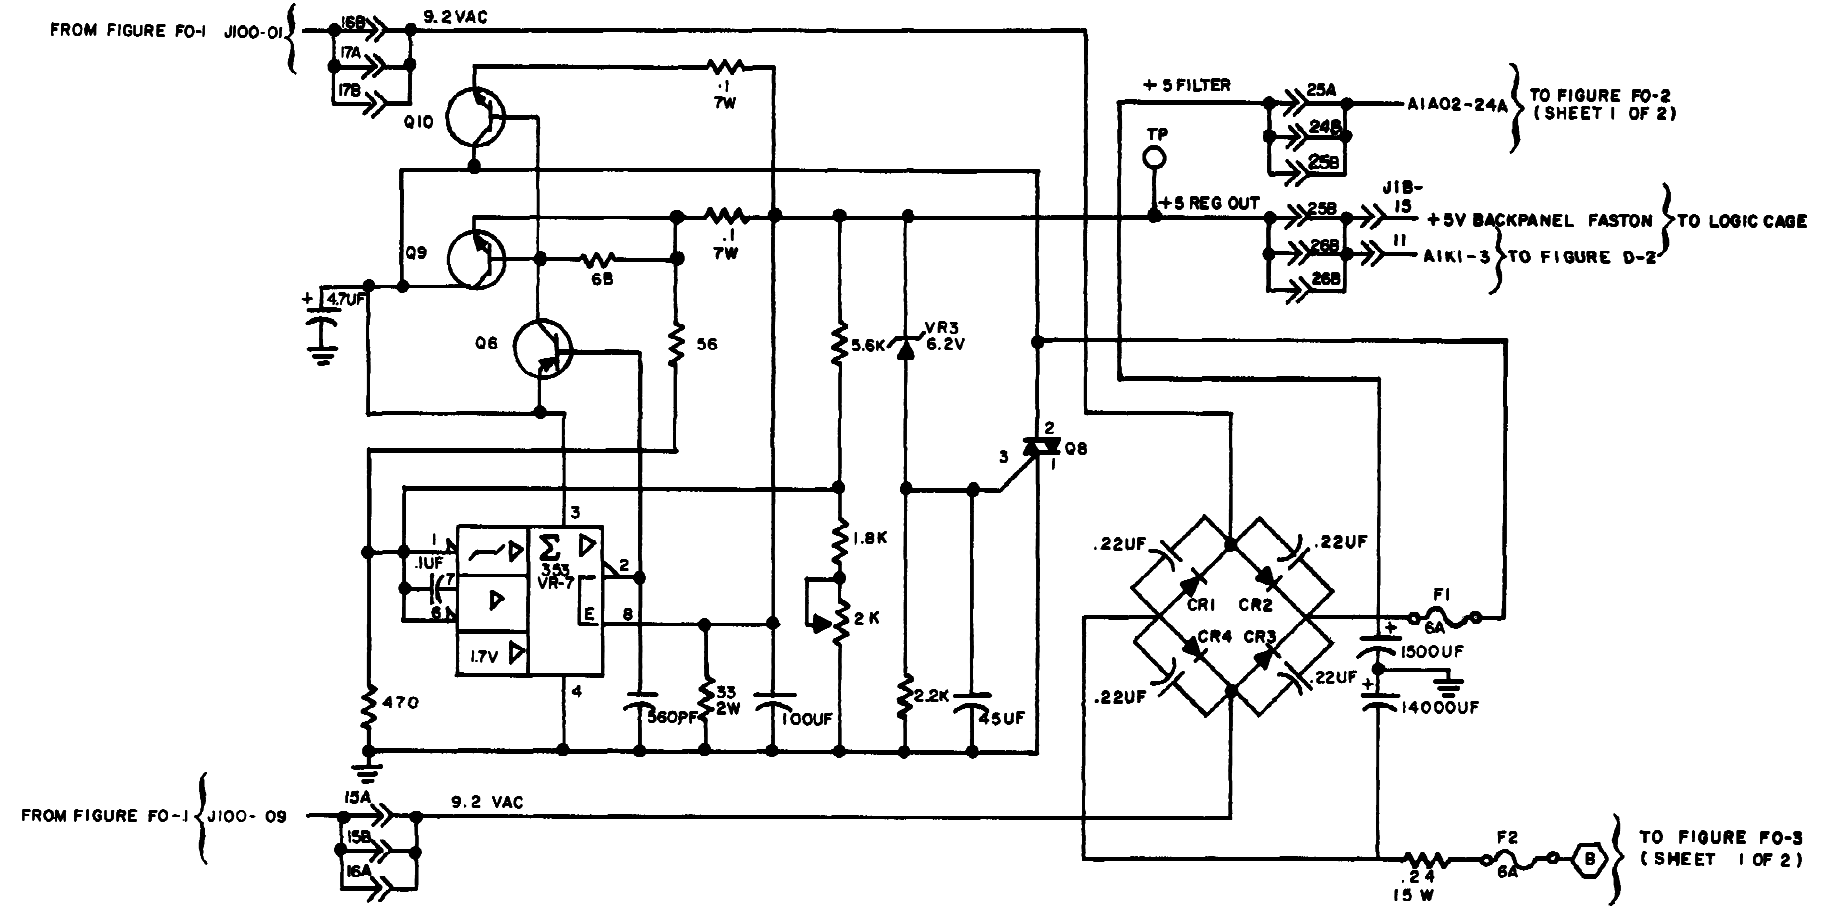 FROM FIGURE FO-1 J100-01
16B
17A
17B
9.2VAC
.1
7W
Q10
+5 FILTER
25A
24B
25B
A1A02-24A
TO FIGURE FO-2
(SHEET 1 OF 2)
TP
J1B-
+5 REG OUT
25B
15
+5V BACKPANEL FASTON
TO LOGIC CAGE
26B
11
A1K1-3
TO FIGURE D-2
26B
Q9
.1
7W
6B
+
4.7UF
Q6
56
5.6K
VR3
6.2V
2
3
Q8
1
3
1
.1UF
7
6
Σ
353
VR-7
2
E
8
1.7V
4
1.8K
2K
470
560PF
33
2W
100UF
2.2K
45UF
.22UF
.22UF
CR1
CR2
CR4
CR3
.22UF
.22UF
F1
6A
+
1500UF
+
14000UF
FROM FIGURE FO-1
J100-09
15A
15B
16A
9.2 VAC
.24
15W
F2
6A
B
TO FIGURE FO-3
(SHEET 1 OF 2)